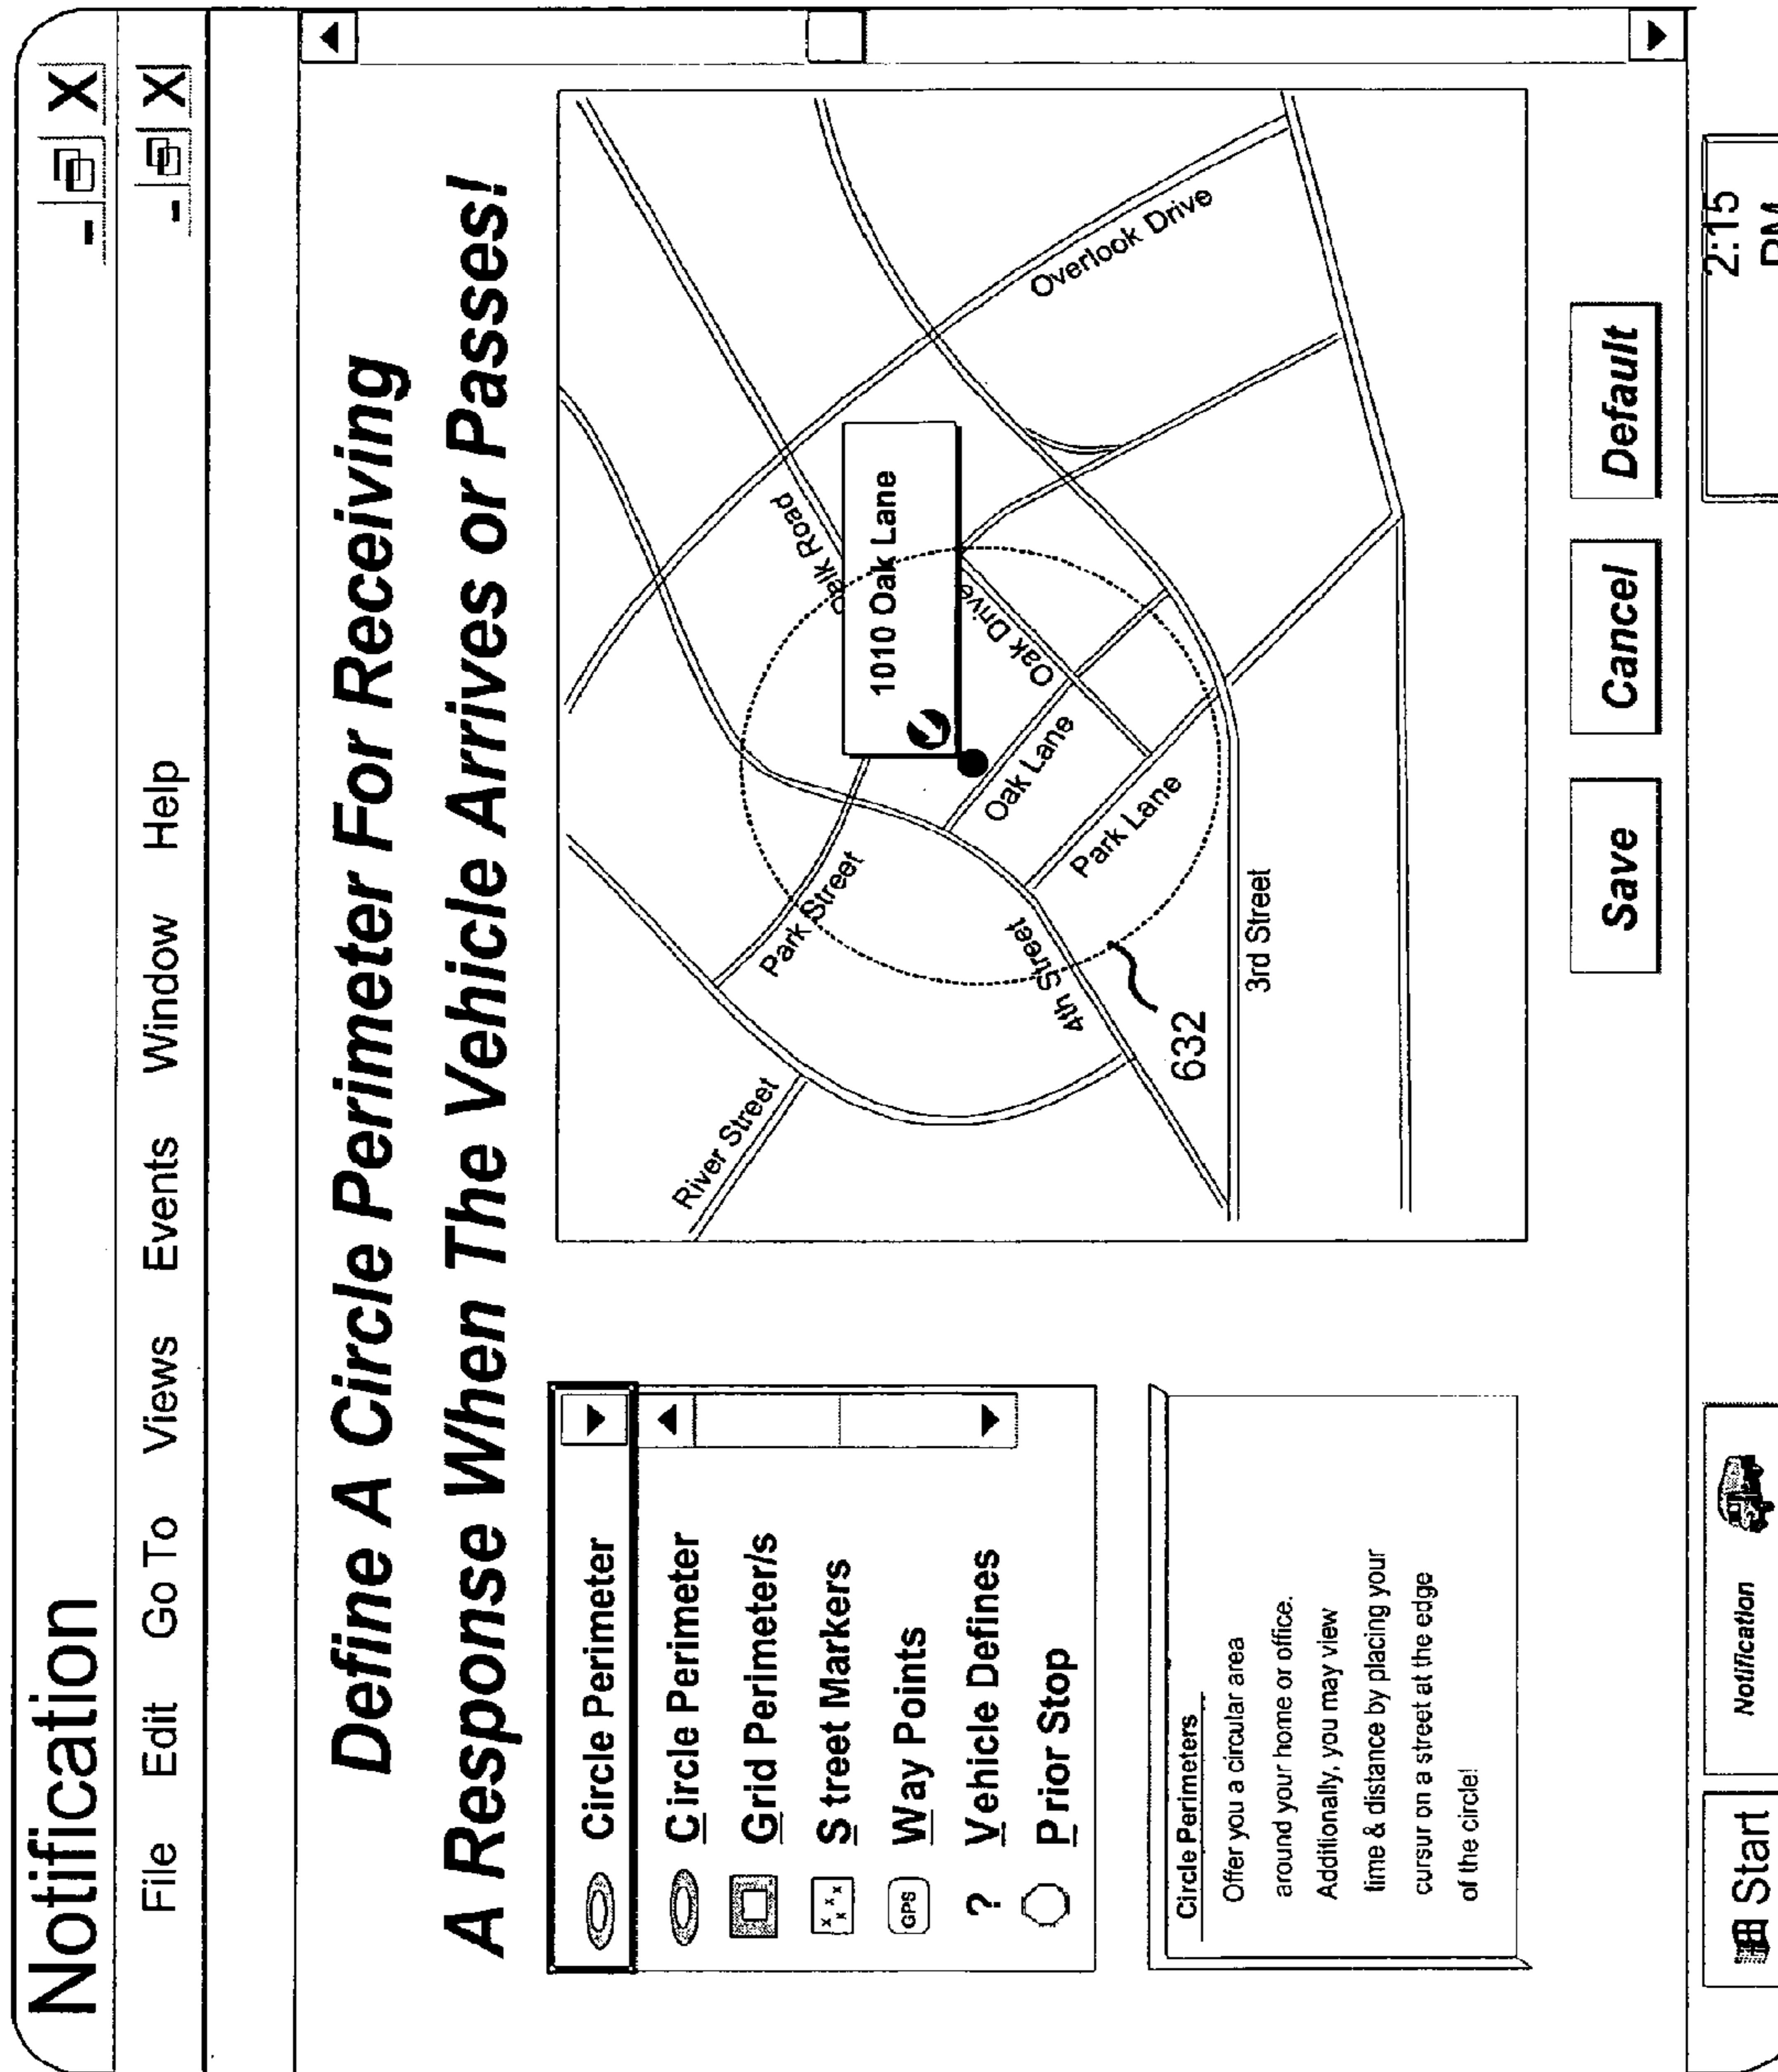 Notification
File Edit Go To Views Events Window Help
Define A Circle Perimeter For Receiving
A Response When The Vehicle Arrives or Passes!
Circle Perimeter
Circle Perimeter
Grid Perimeter/s
Street Markers
GPS Way Points
? Vehicle Defines
Prior Stop
Circle Perimeters
Offer you a circular area
around your home or office.
Additionally, you may view
time & distance by placing your
cursur on a street at the edge
of the circle!
River Street
Park Street
Road
1010 Oak Lane
Overlook Drive
Oak Drive
Oak Lane
Park Lane
4th Street
632
3rd Street
Save Cancel Default
Start
Notification
2:15
PM